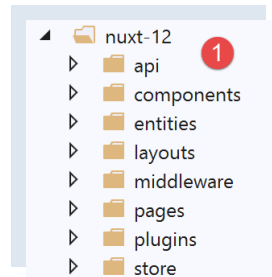 nuxt-12
1
api
components
entities
layouts
middleware
pages
plugins
store